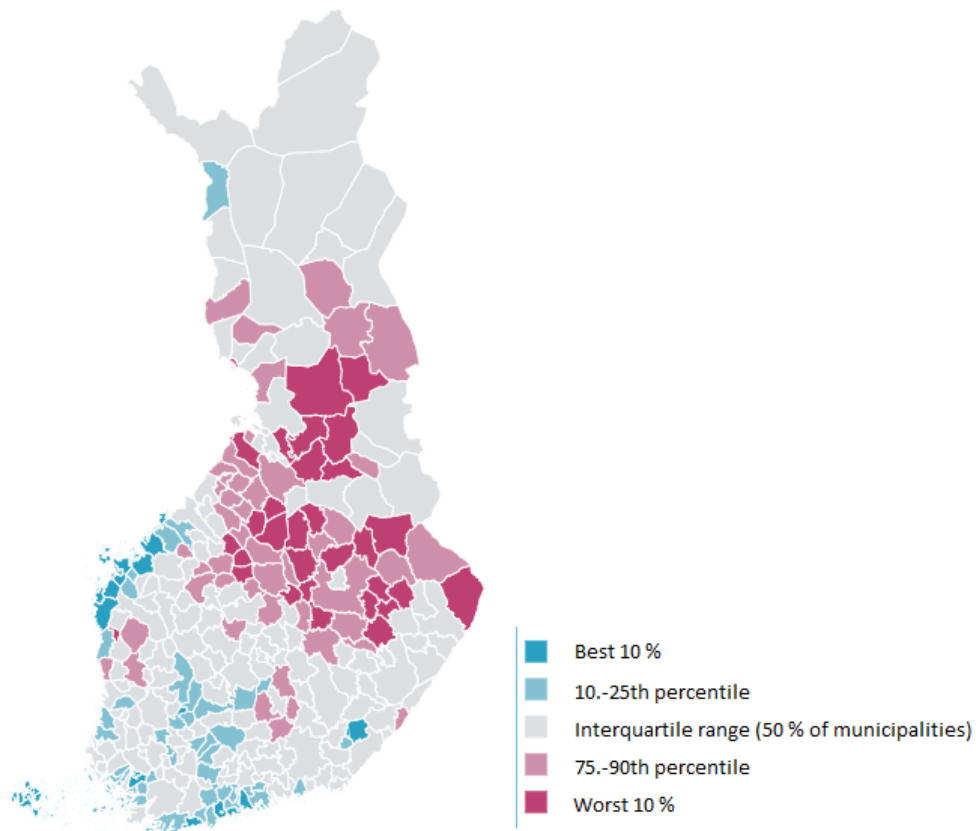 Best 10 %
10.-25th percentile
Interquartile range (50 % of municipalities)
75.-90th percentile
Worst 10 %